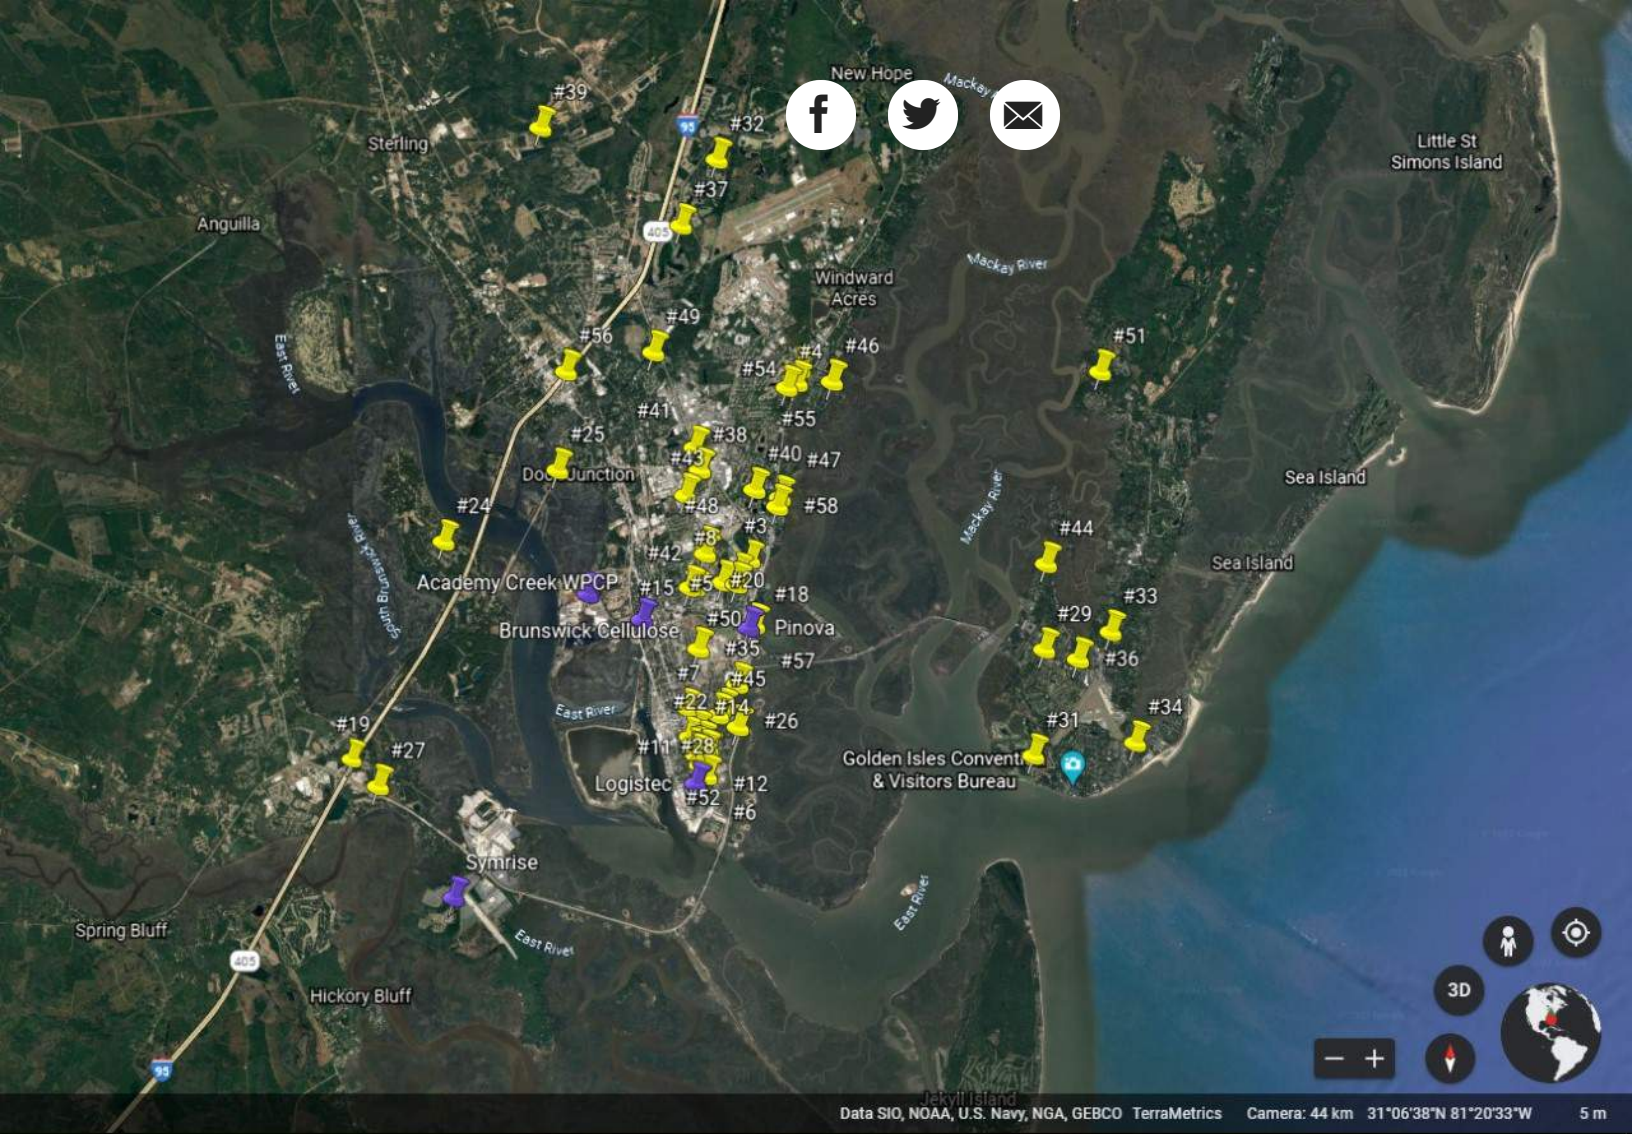 New Hope
Mackay
#39
95
#32
Sterling
Little St
Simons Island
#37
Anguilla
405
Mackay River
Windward
Acres
#49
#56
#4
#46
#51
East River
#54
#41
#55
#25
#38
#43
#40
#47
Dock Junction
Sea Island
#24
#48
#58
Mackay River
#3
#44
#8
#42
South Brunswick River
Sea Island
Academy Creek WPCP
#15
#5
#20
#18
#33
#29
#50
Brunswick Cellulose
Pinova
#35
#57
#36
#7
#45
#22
#14
East River
#26
#34
#19
#31
#27
#11
#28
Golden Isles Conventi
& Visitors Bureau
Logistec
#12
#52
#6
Symrise
East River
Spring Bluff
East River
405
Hickory Bluff
3D
95
Jekyll Island
Data SIO, NOAA, U.S. Navy, NGA, GEBCO TerraMetrics Camera: 44 km 31°06'38"N 81°20'33"W 5 m